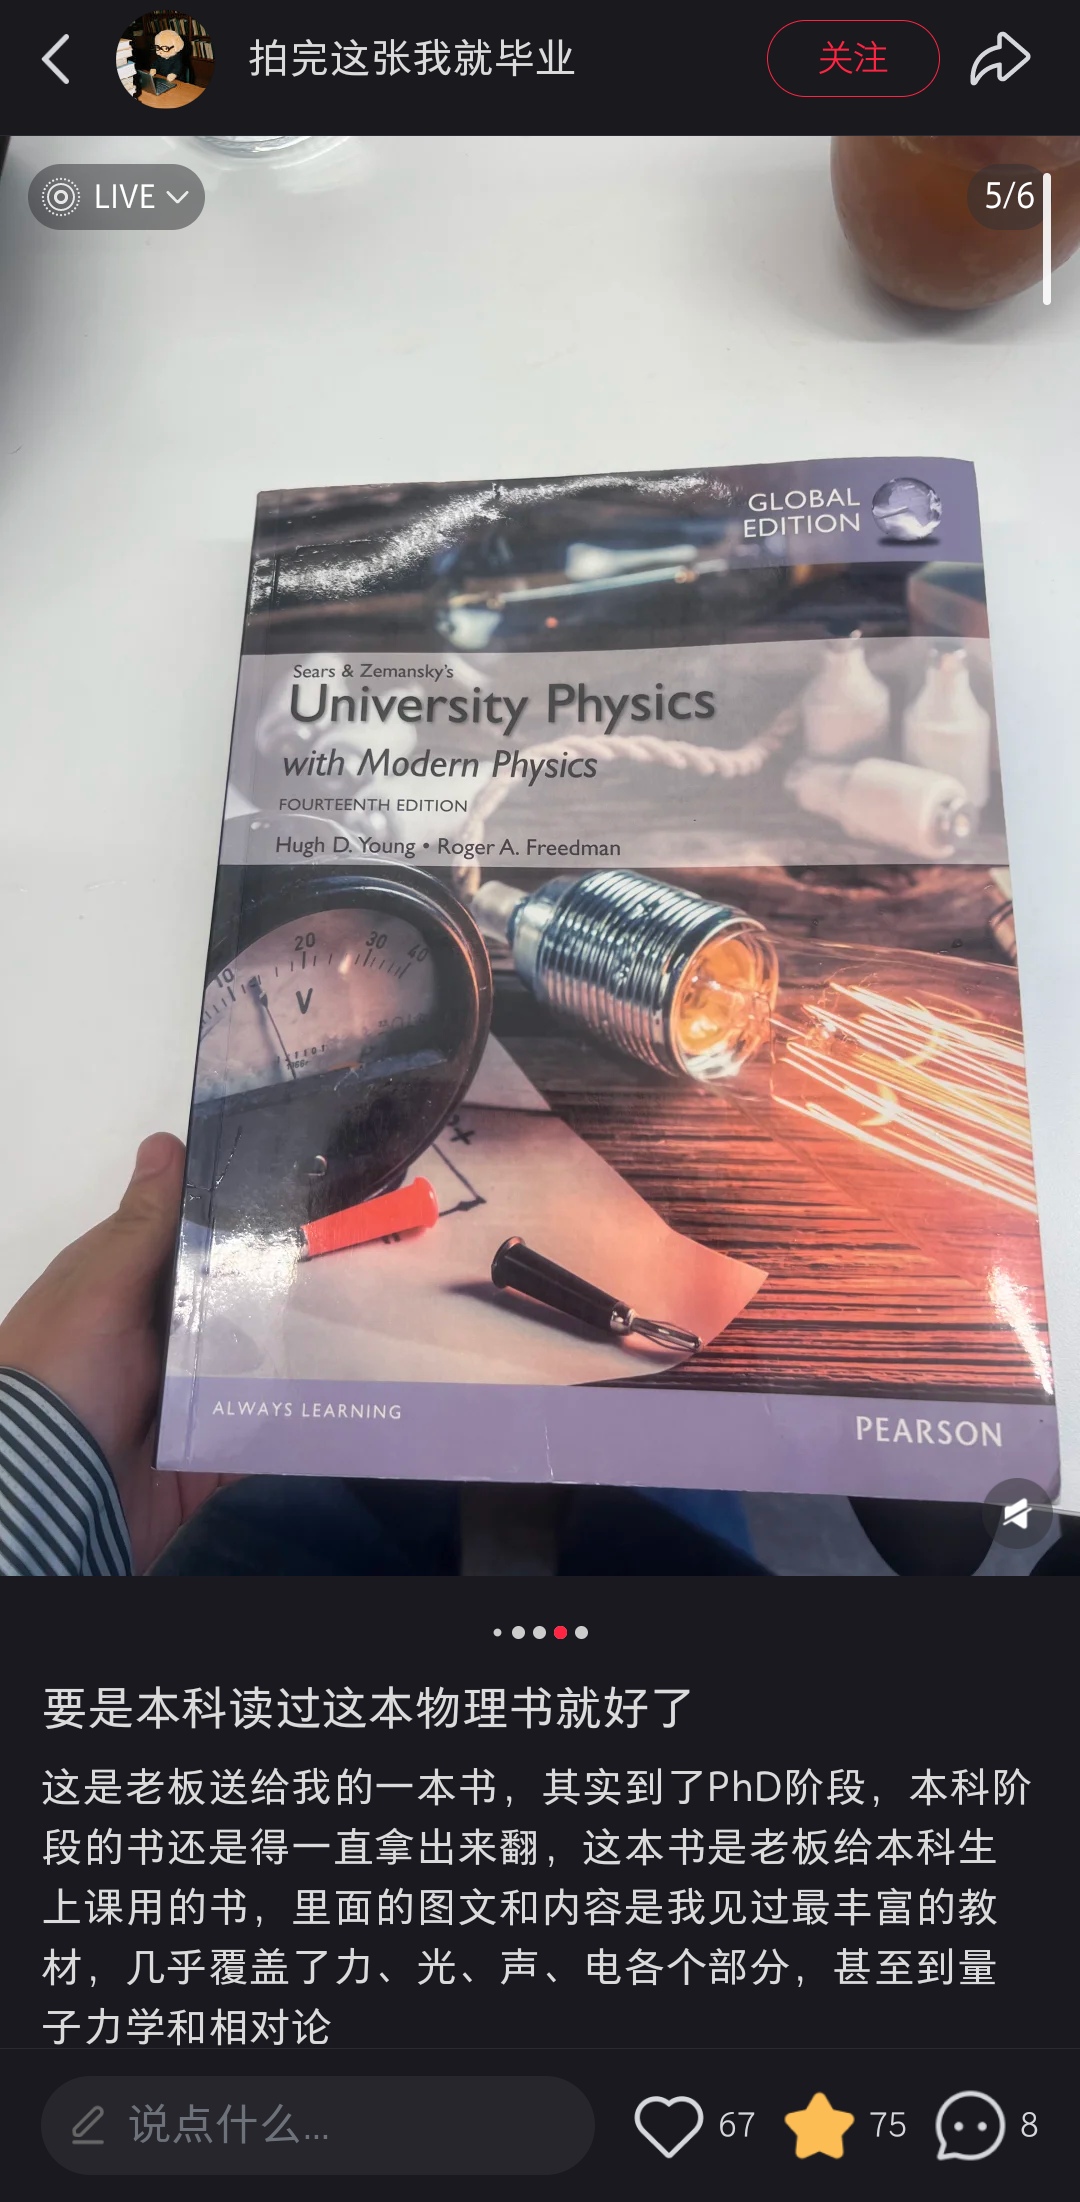 拍完这张我就毕业
关注
LIVE
5/6
GLOBAL
EDITION
Sears & Zemansky's
University Physics
with Modern Physics
FOURTEENTH EDITION
Hugh D. Young • Roger A. Freedman
10 20 30 40
V
ALWAYS LEARNING
PEARSON
要是本科读过这本物理书就好了
这是老板送给我的一本书，其实到了PhD阶段，本科阶
段的书还是得一直拿出来翻，这本书是老板给本科生
上课用的书，里面的图文和内容是我见过最丰富的教
材，几乎覆盖了力、光、声、电各个部分，甚至到量
子力学和相对论
说点什么...
67
75
8